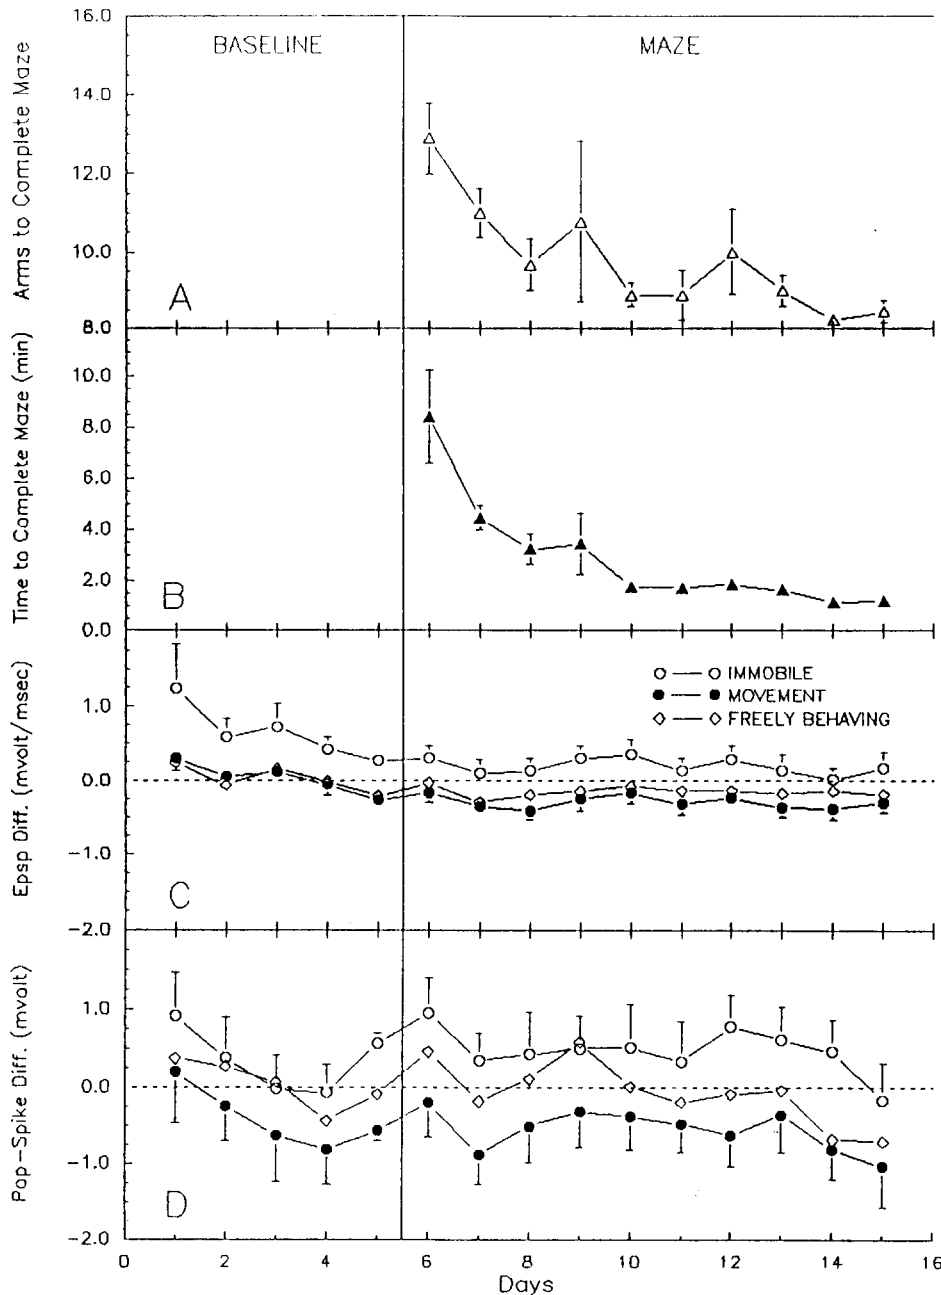 16.0
BASELINE
MAZE
14.0
12.0
10.0
8.0
Arms to Complete Maze
A
10.0
8.0
6.0
4.0
2.0
0.0
Time to Complete Maze (min)
B
1.0
0.0
-1.0
-2.0
Epsp Diff. (mvolt/msec)
IMMOBILE
MOVEMENT
FREELY BEHAVING
C
1.0
0.0
-1.0
-2.0
Pop-Spike Diff. (mvolt)
D
0 2 4 6 8 10 12 14 16
Days